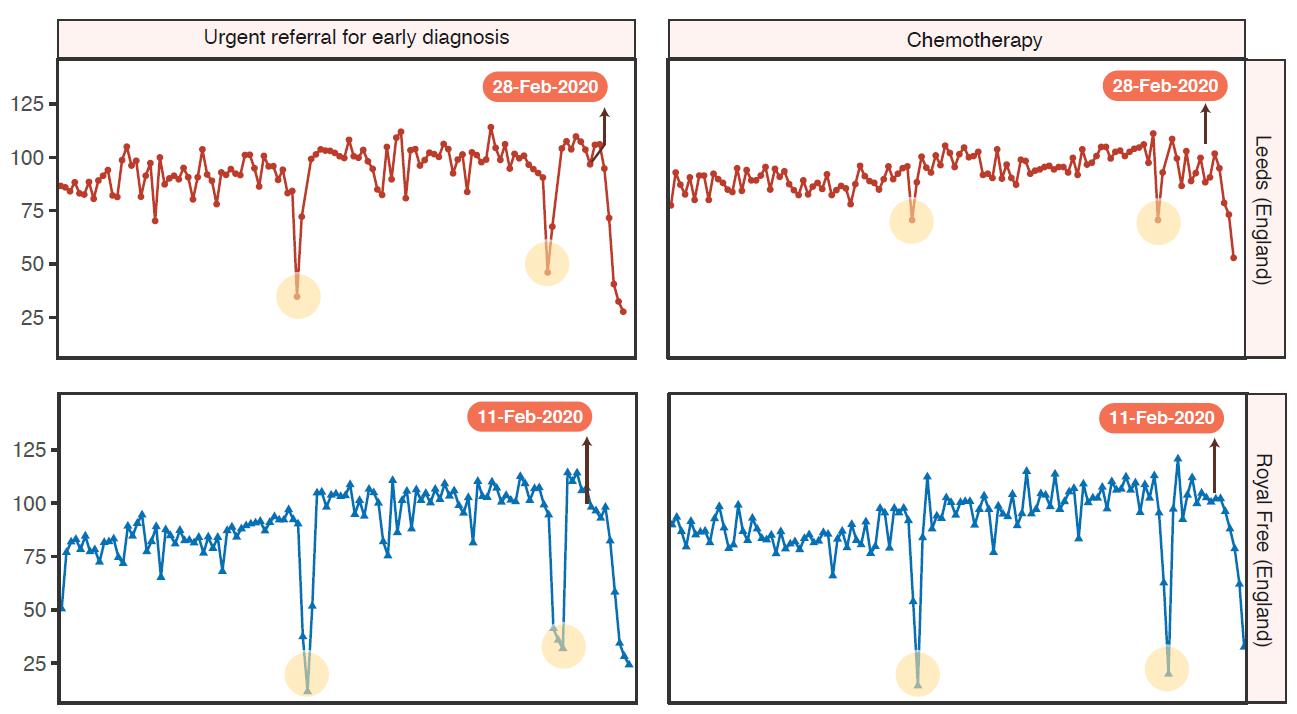 Urgent referral for early diagnosis
Chemotherapy
28-Feb-2020
28-Feb-2020
125
100
75
50
25
Leeds (England)
11-Feb-2020
11-Feb-2020
125
100
75
50
25
Royal Free (England)